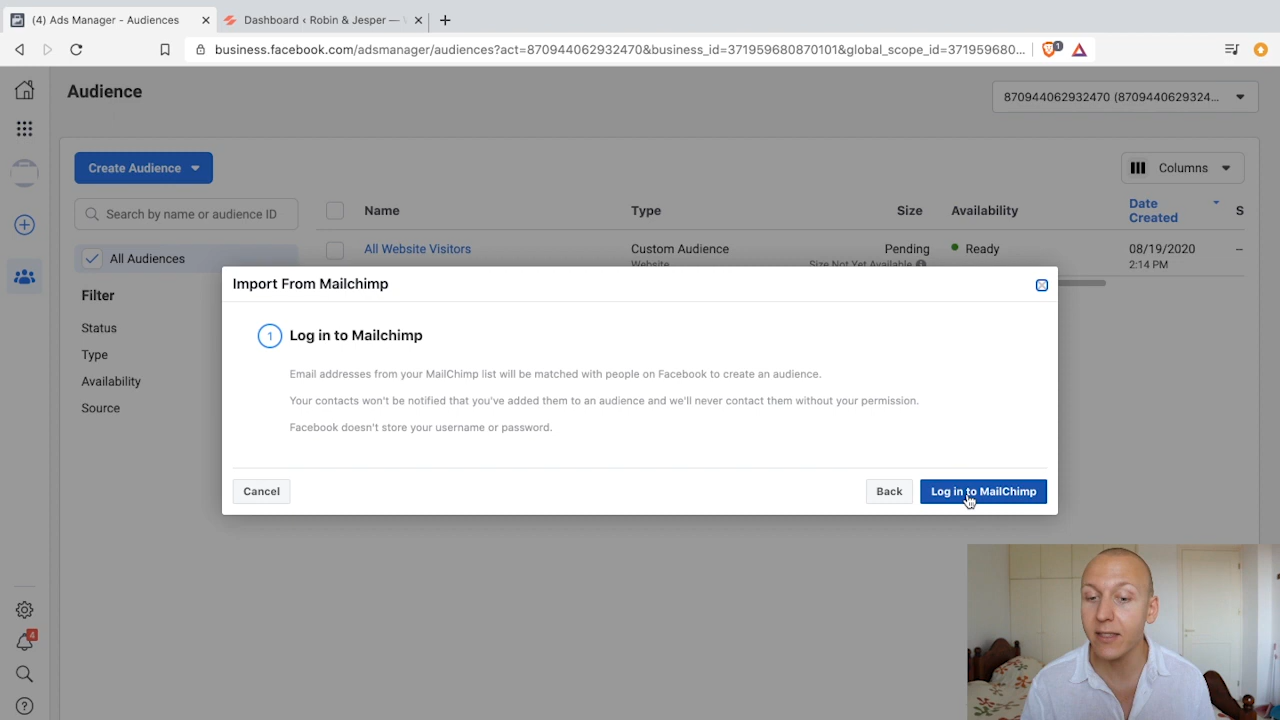 (4) Ads Manager - Audiences
Dashboard ‹ Robin & Jesper —
business.facebook.com/adsmanager/audiences?act=870944062932470&business_id=371959680870101&global_scope_id=371959680...
1
Audience
870944062932470 (87094406293 24...
Create Audience
Columns
Search by name or audience ID
Name
Type
Size
Availability
Date Created
S
All Audiences
All Website Visitors
Custom Audience
Website
Pending
Size Not Yet Available
Ready
08/19/2020
2:14 PM
–
Filter
Status
Type
Availability
Source
Import From Mailchimp
1
Log in to Mailchimp
Email addresses from your MailChimp list will be matched with people on Facebook to create an audience.
Your contacts won't be notified that you've added them to an audience and we'll never contact them without your permission.
Facebook doesn't store your username or password.
Cancel
Back
Log in to MailChimp
4